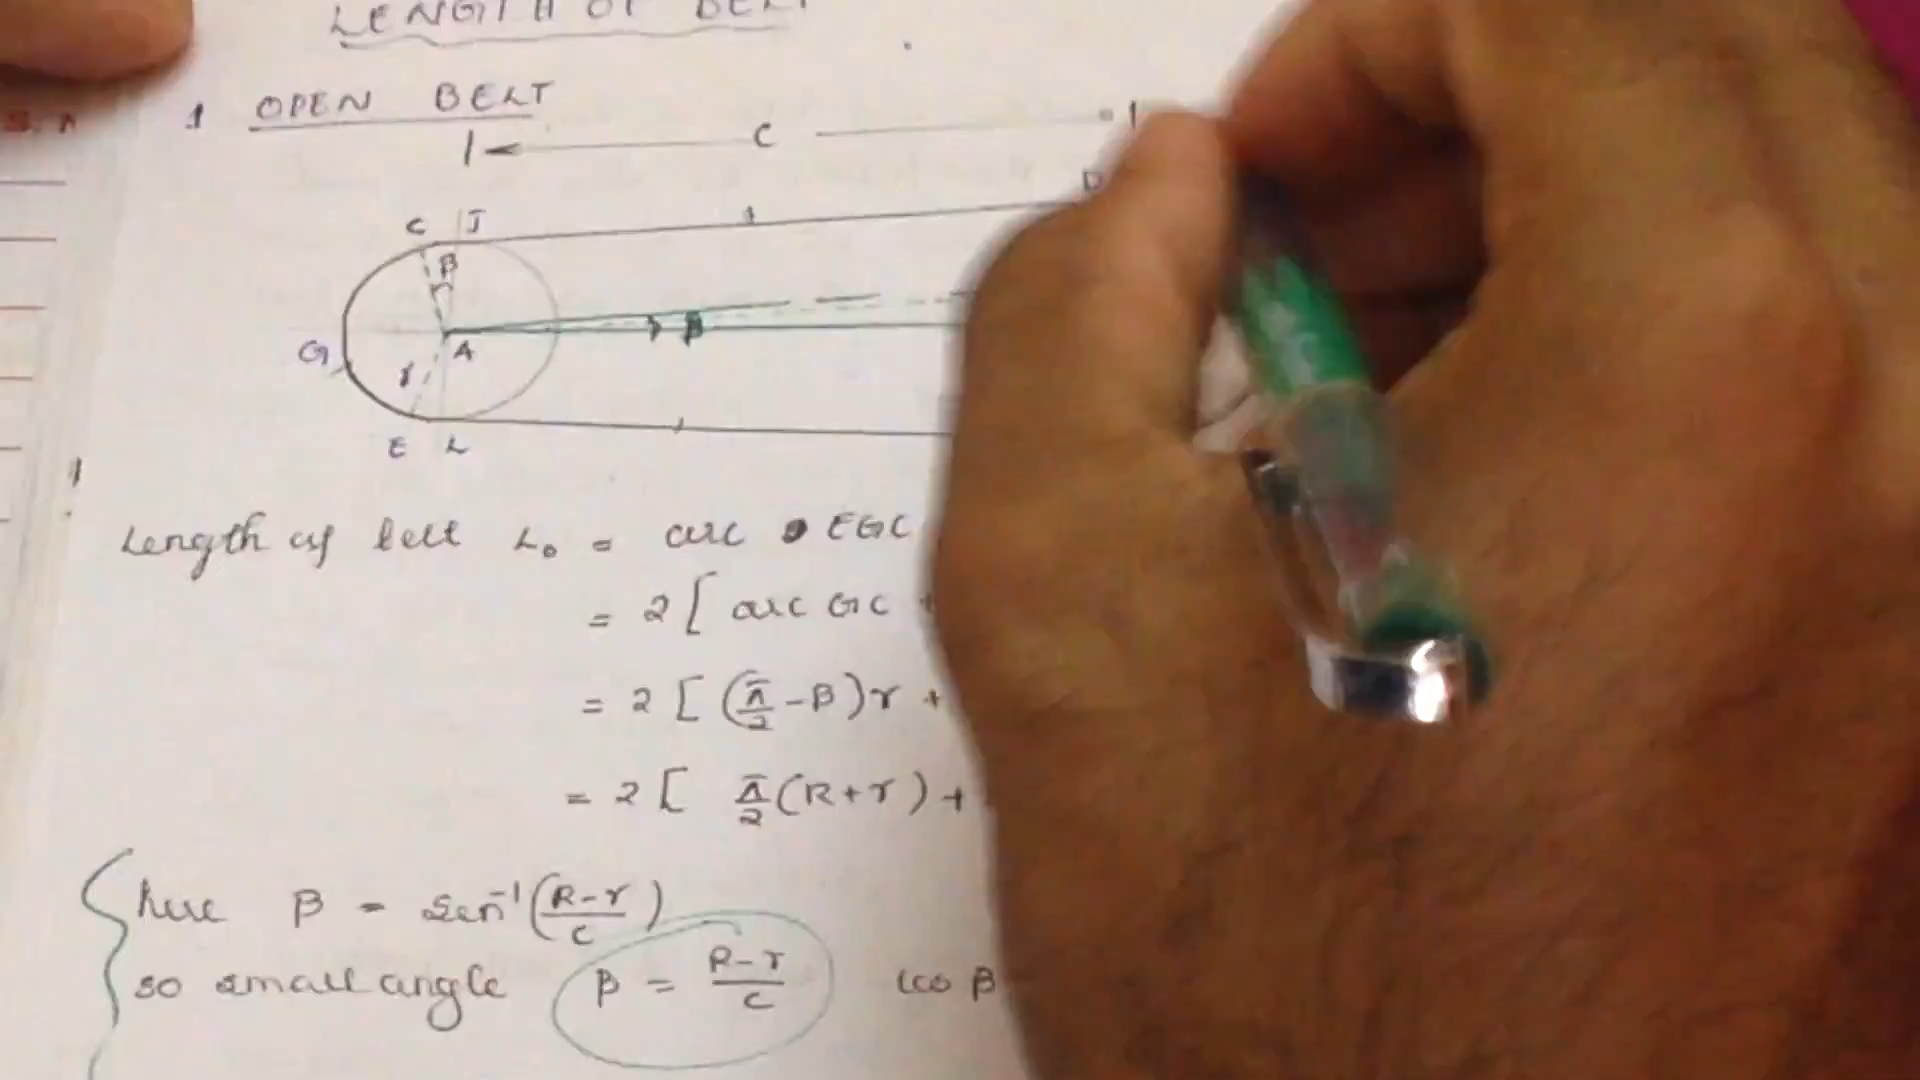 LENGTH OF BELT
1 OPEN BELT
C
D
C J
β
β
G
A
r
E L
Length of belt L₀ = arc EGC
= 2 [ arc GC +
= 2 [ (π/2 - β)r +
= 2 [ π/2 (R+r) +
here β = sin⁻¹ (R-r/C)
so small angle β = R-r/C cos β